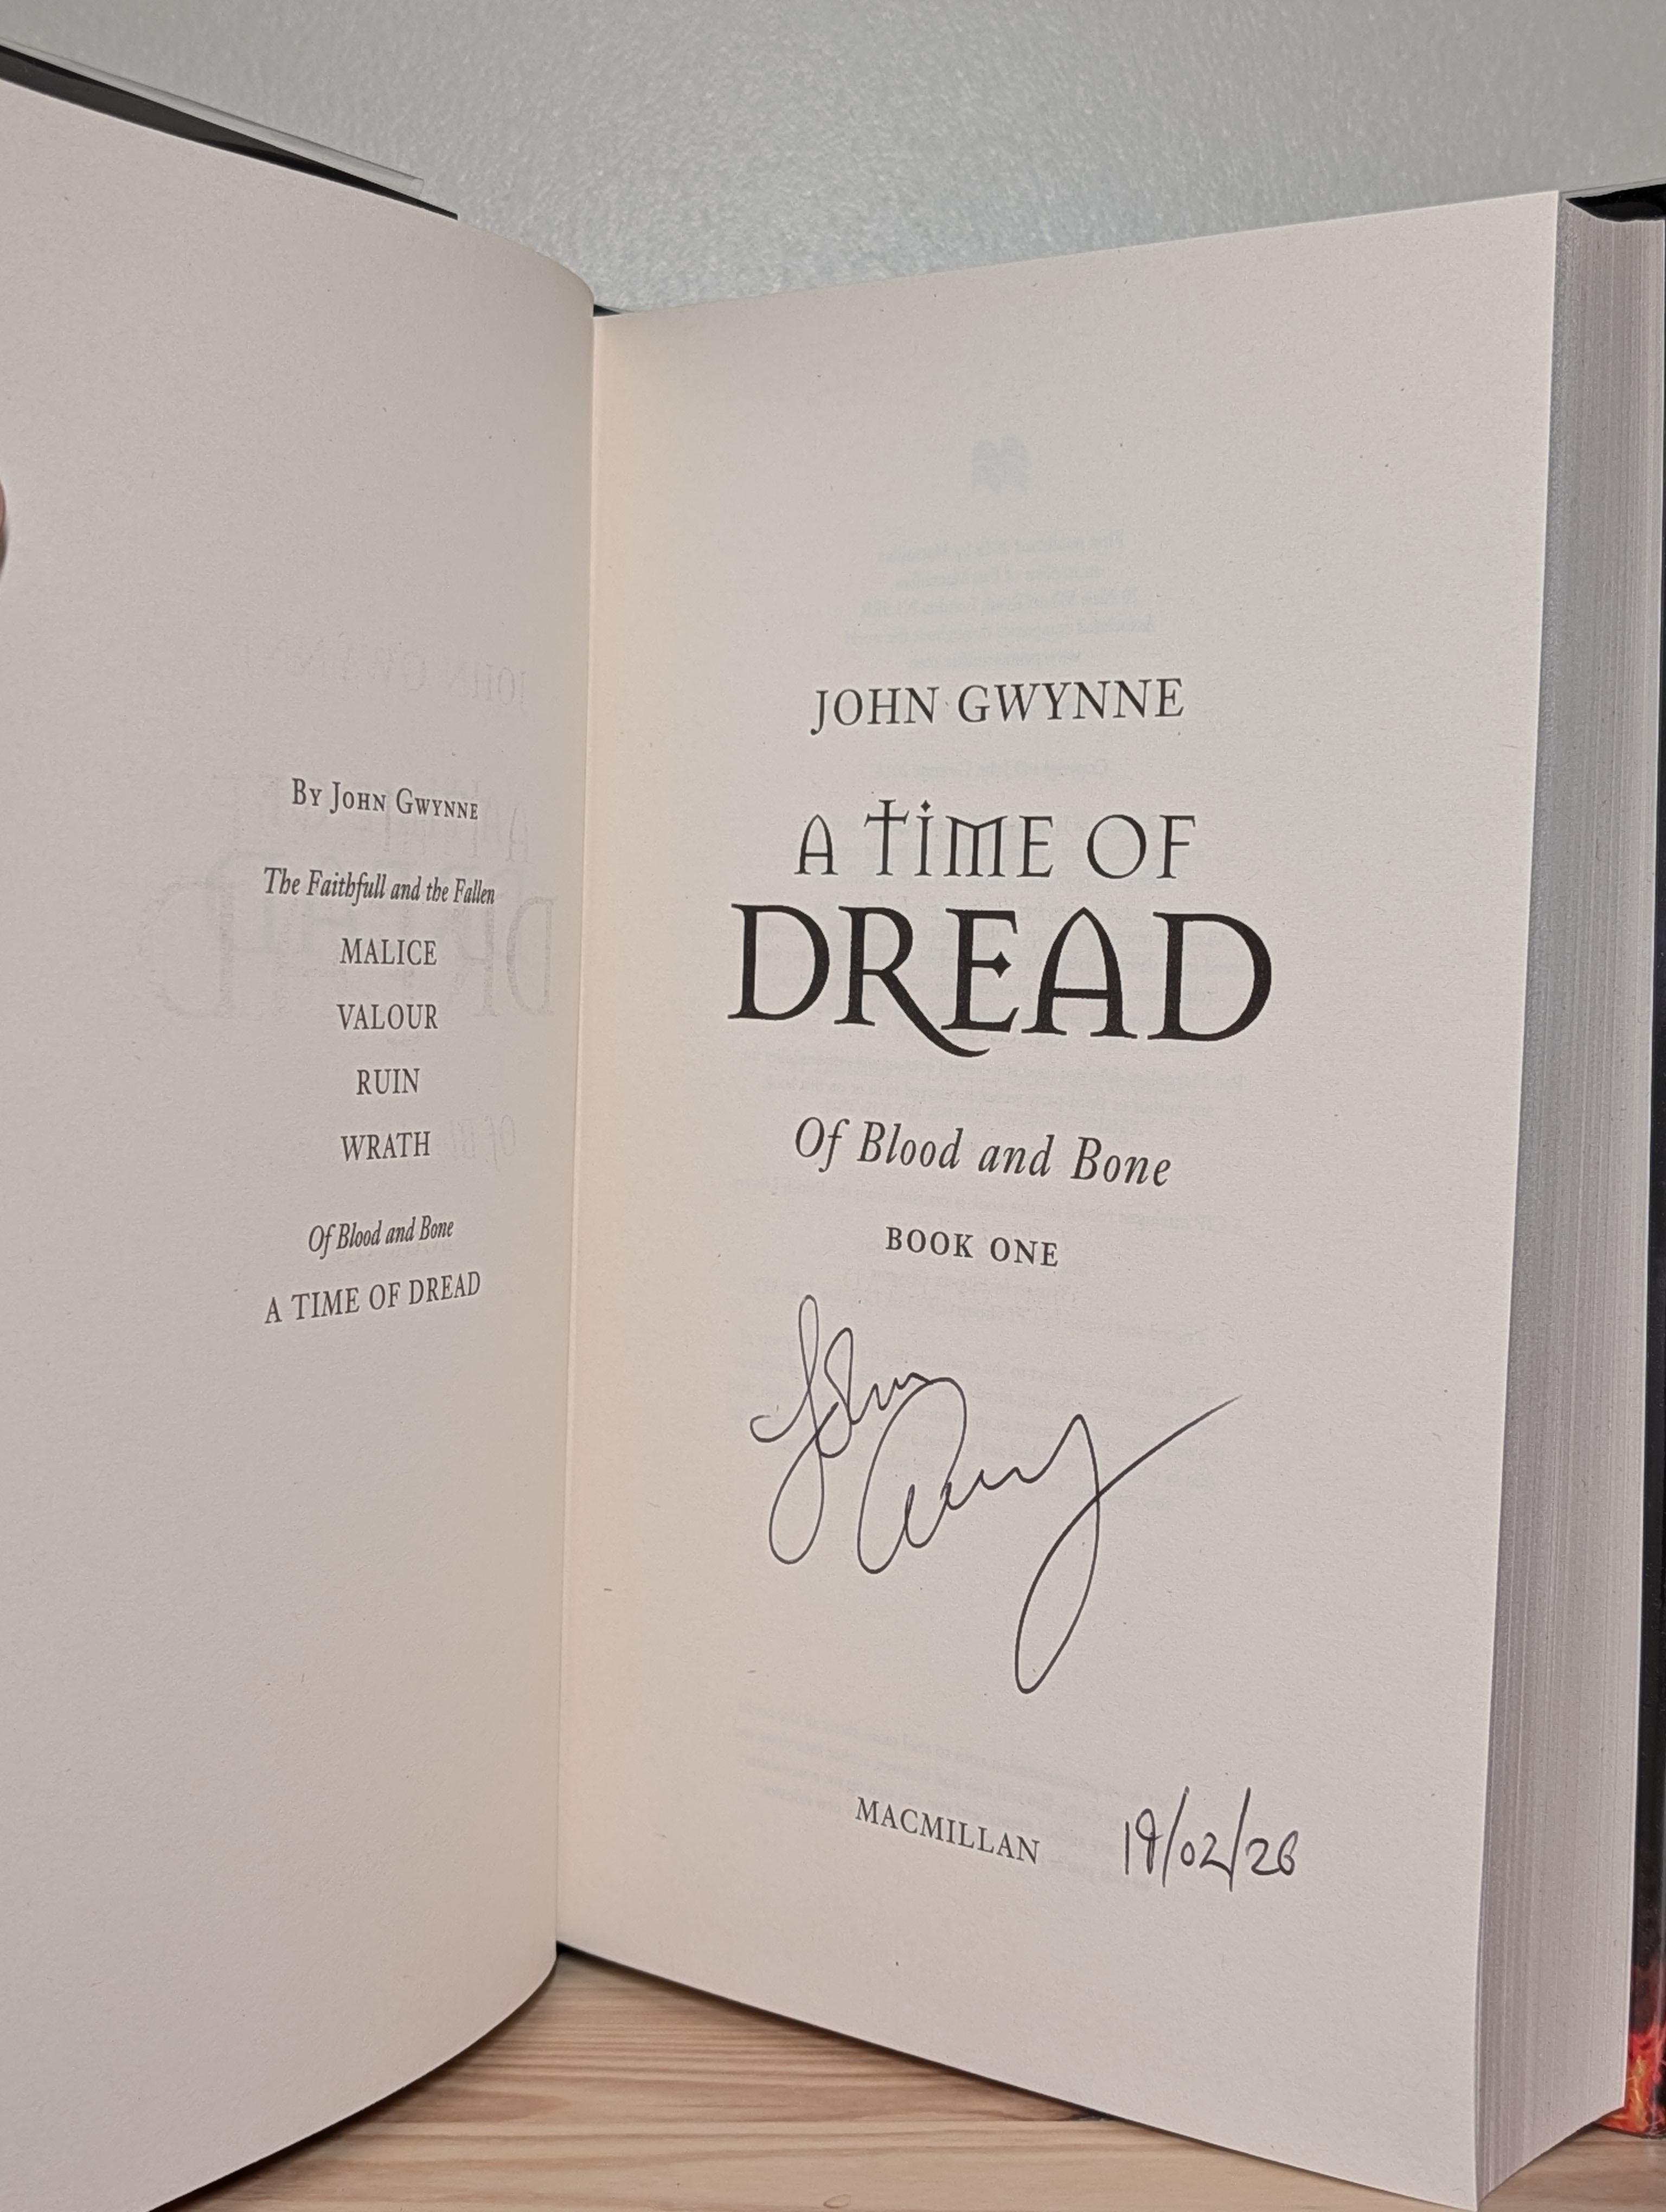 By John Gwynne
The Faithfull and the Fallen
MALICE
VALOUR
RUIN
WRATH
Of Blood and Bone
A TIME OF DREAD
JOHN GWYNNE
A TIME OF
DREAD
Of Blood and Bone
BOOK ONE
John
MACMILLAN
19/02/26